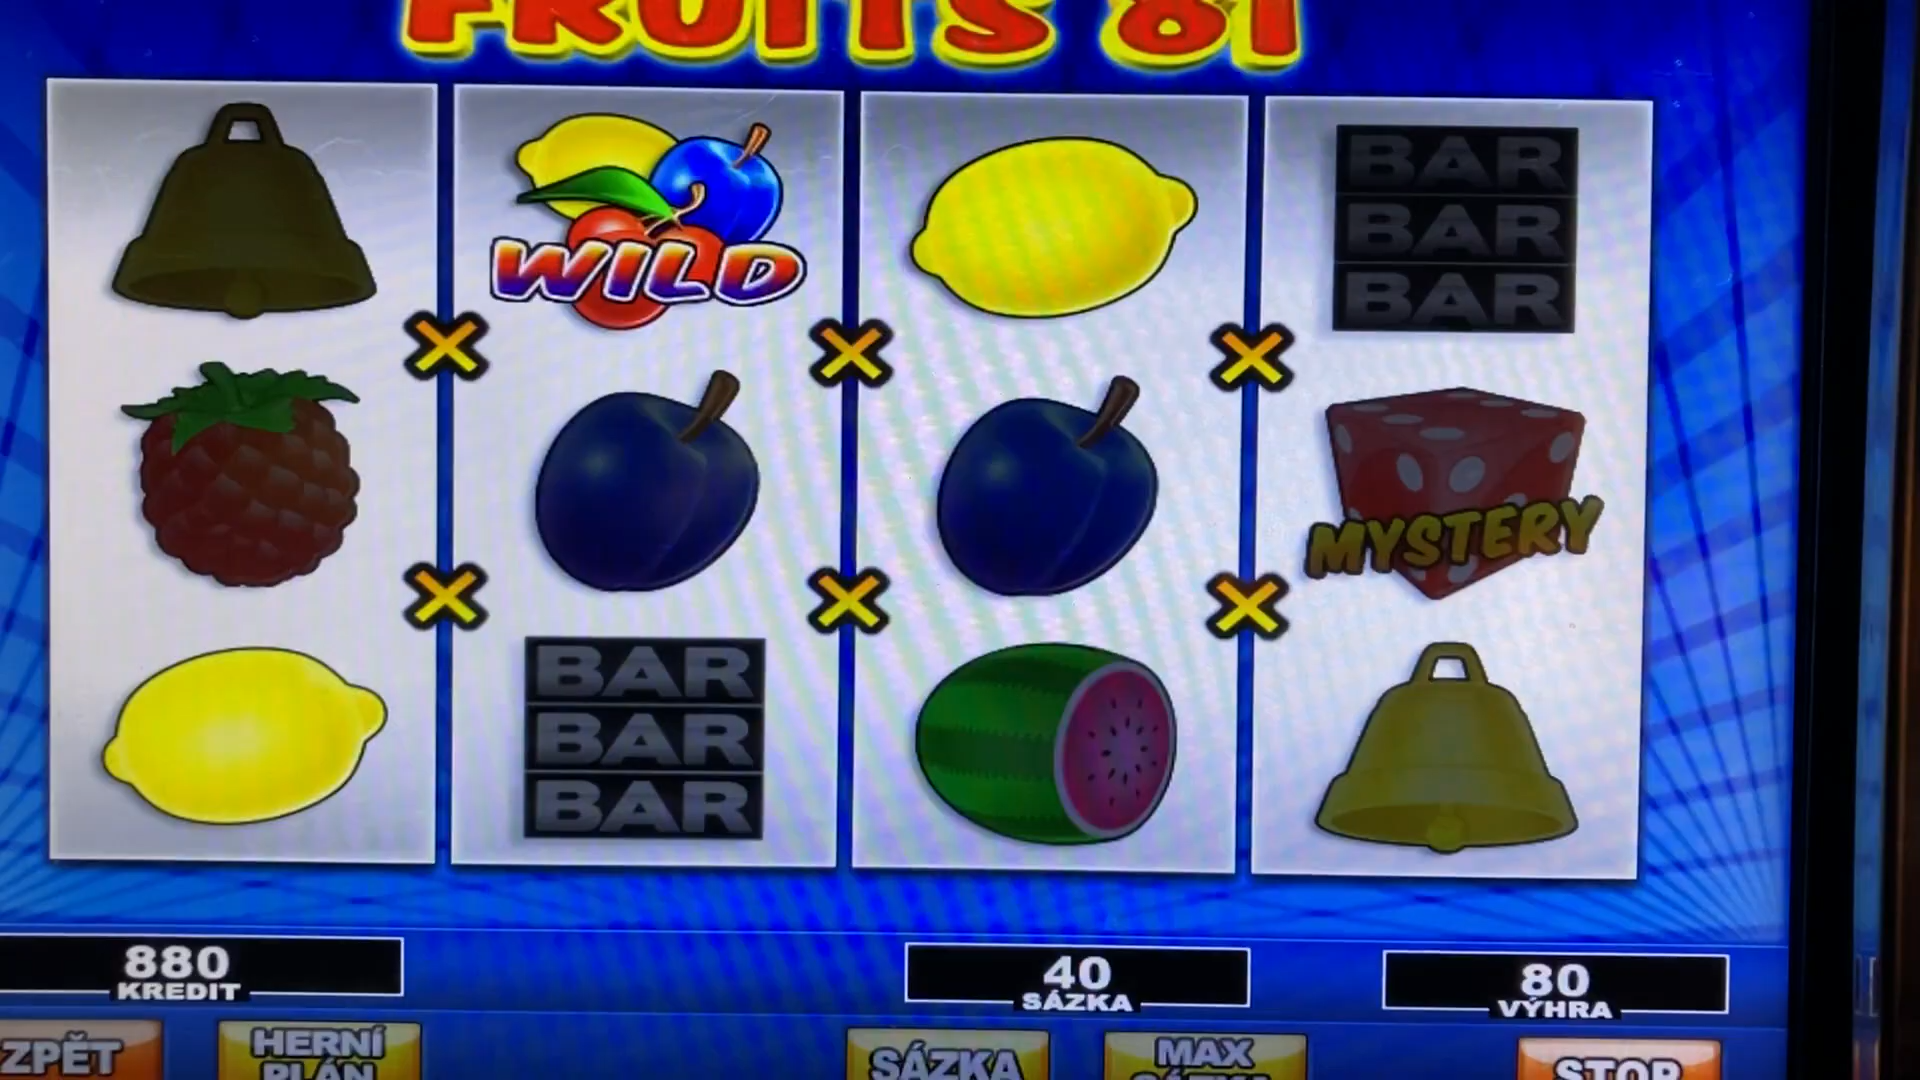 FRUITS 81
WILD
BAR
BAR
BAR
MYSTERY
BAR
BAR
BAR
880
KREDIT
40
SÁZKA
80
VÝHRA
ZPĚT
HERNÍ
PLÁN
SÁZKA
MAX
SÁZKA
STOP